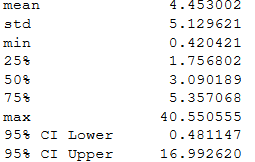 mean 4.453002
std 5.129621
min 0.420421
25% 1.756802
50% 3.090189
75% 5.357068
max 40.550555
95% CI Lower 0.481147
95% CI Upper 16.992620